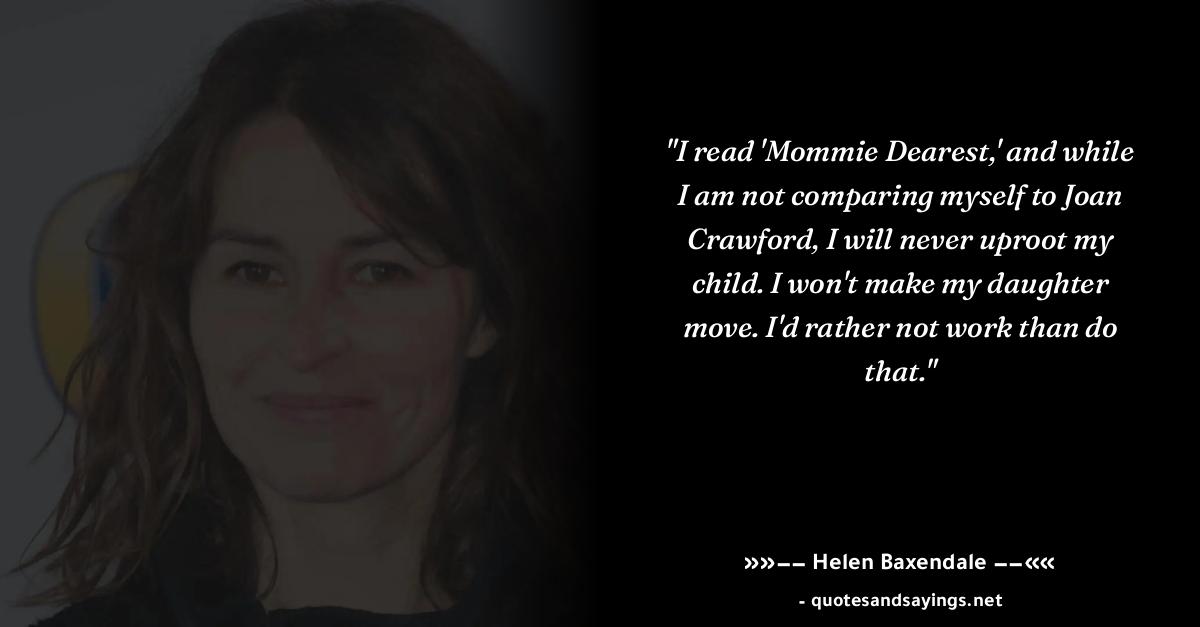 "I read 'Mommie Dearest,' and while
I am not comparing myself to Joan
Crawford, I will never uproot my
child. I won't make my daughter
move. I'd rather not work than do
that."
»»–– Helen Baxendale ––««
- quotesandsayings.net